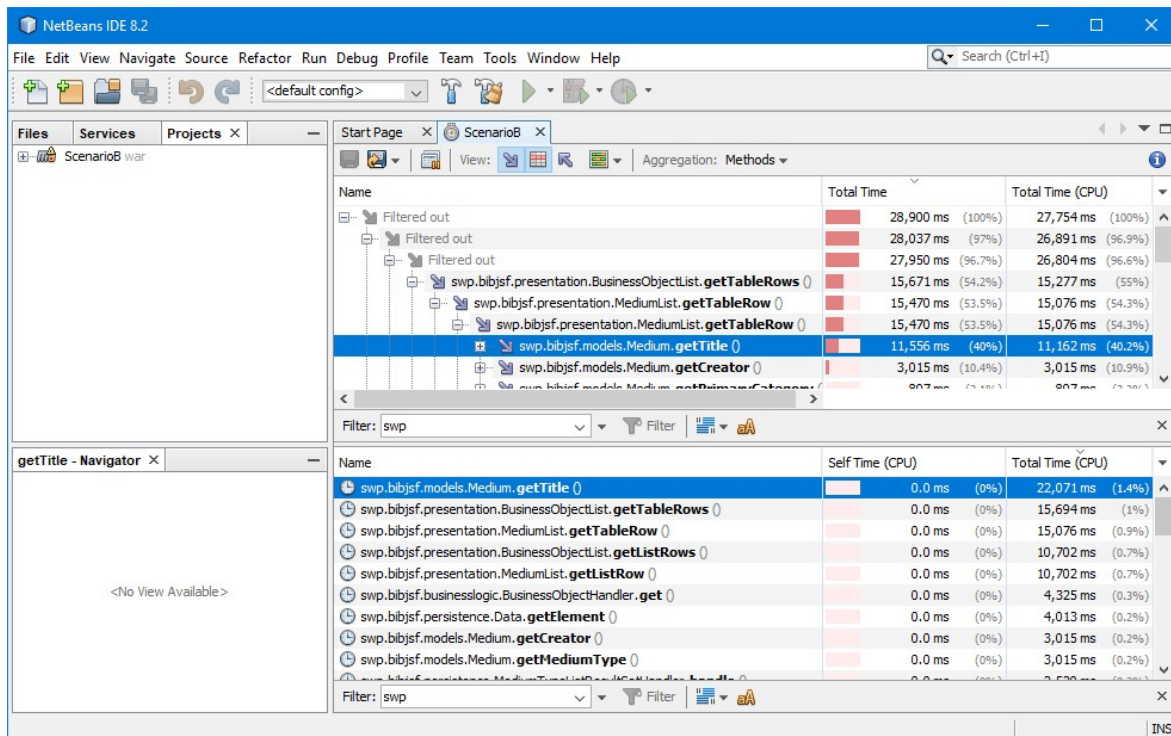 NetBeans IDE 8.2
File Edit View Navigate Source Refactor Run Debug Profile Team Tools Window Help
Search (Ctrl+I)
<default config>
Files Services Projects
ScenarioB war
Start Page ScenarioB
View: Aggregation: Methods
Name Total Time Total Time (CPU)
Filtered out 28,900 ms (100%) 27,754 ms (100%)
Filtered out 28,037 ms (97%) 26,891 ms (96.9%)
Filtered out 27,950 ms (96.7%) 26,804 ms (96.6%)
swp.bibjsf.presentation.BusinessObjectList.getTableRows () 15,671 ms (54.2%) 15,277 ms (55%)
swp.bibjsf.presentation.MediumList.getTableRow () 15,470 ms (53.5%) 15,076 ms (54.3%)
swp.bibjsf.presentation.MediumList.getTableRow () 15,470 ms (53.5%) 15,076 ms (54.3%)
swp.bibjsf.models.Medium.getTitle () 11,556 ms (40%) 11,162 ms (40.2%)
swp.bibjsf.models.Medium.getCreator () 3,015 ms (10.4%) 3,015 ms (10.9%)
swp.bibjsf.models.Medium.getPrimaryCategory
Filter: swp Filter
getTitle - Navigator
<No View Available>
Name Self Time (CPU) Total Time (CPU)
swp.bibjsf.models.Medium.getTitle () 0.0 ms (0%) 22,071 ms (1.4%)
swp.bibjsf.presentation.BusinessObjectList.getTableRows () 0.0 ms (0%) 15,694 ms (1%)
swp.bibjsf.presentation.MediumList.getTableRow () 0.0 ms (0%) 15,076 ms (0.9%)
swp.bibjsf.presentation.BusinessObjectList.getListRows () 0.0 ms (0%) 10,702 ms (0.7%)
swp.bibjsf.presentation.MediumList.getListRow () 0.0 ms (0%) 10,702 ms (0.7%)
swp.bibjsf.businesslogic.BusinessObjectHandler.get () 0.0 ms (0%) 4,325 ms (0.3%)
swp.bibjsf.persistence.Data.getElement () 0.0 ms (0%) 4,013 ms (0.2%)
swp.bibjsf.models.Medium.getCreator () 0.0 ms (0%) 3,015 ms (0.2%)
swp.bibjsf.models.Medium.getMediumType () 0.0 ms (0%) 3,015 ms (0.2%)
Filter: swp Filter
INS